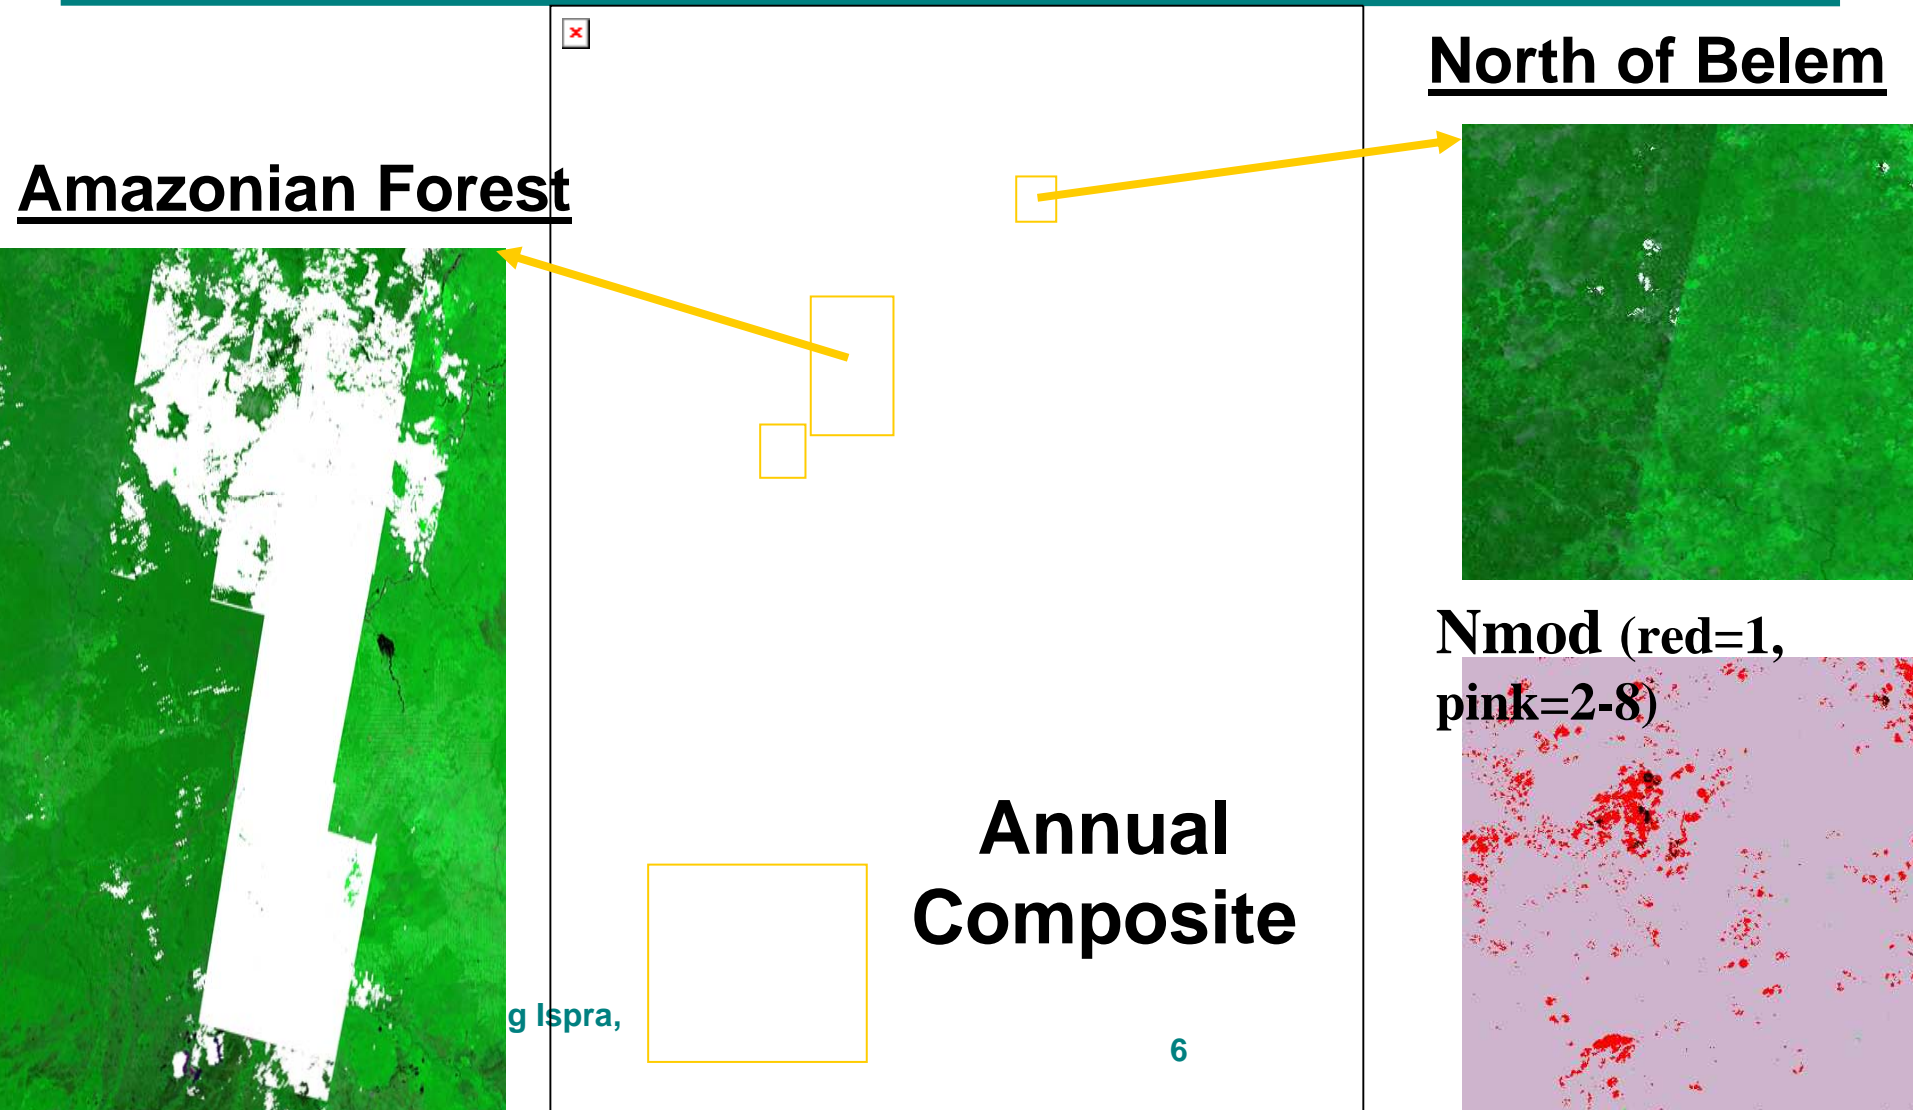 North of Belem
Amazonian Forest
Nmod (red=1,
pink=2-8)
Annual
Composite
g Ispra,
6